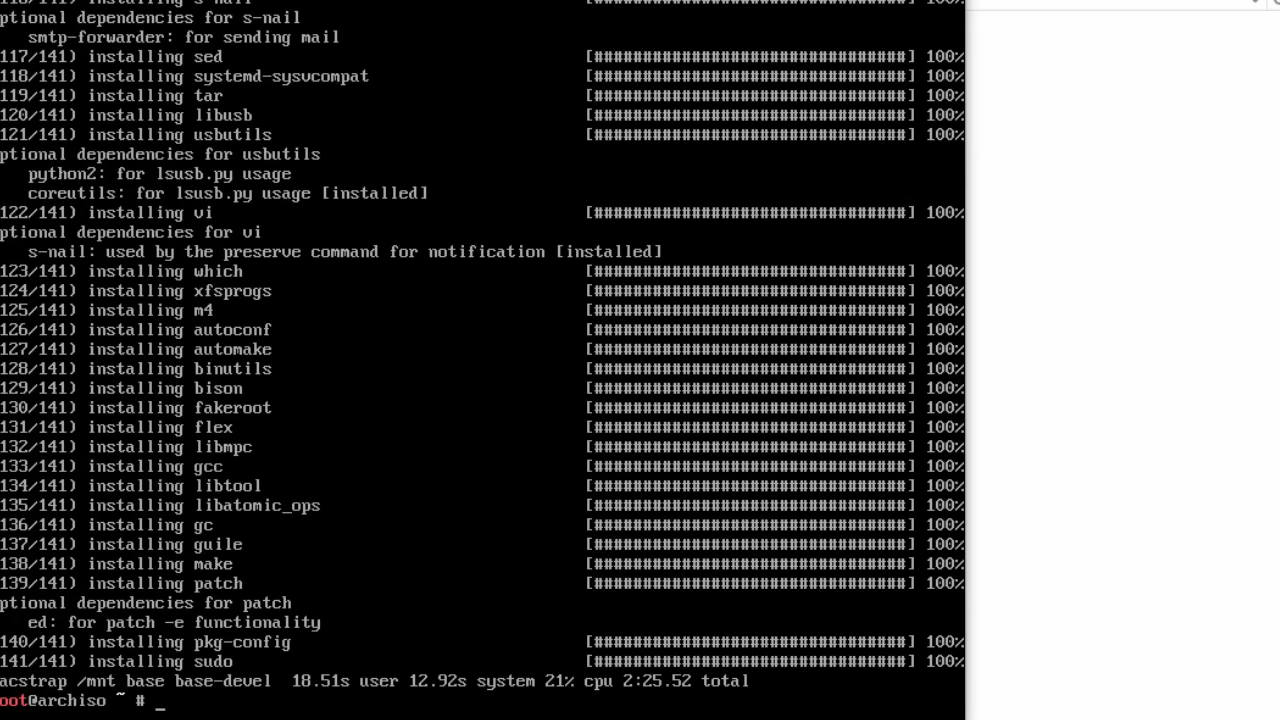 118/141) installing s-nail [################################] 100%
ptional dependencies for s-nail
smtp-forwarder: for sending mail
117/141) installing sed [################################] 100%
118/141) installing systemd-sysvcompat [################################] 100%
119/141) installing tar [################################] 100%
120/141) installing libusb [################################] 100%
121/141) installing usbutils [################################] 100%
ptional dependencies for usbutils
python2: for lsusb.py usage
coreutils: for lsusb.py usage [installed]
122/141) installing vi [################################] 100%
ptional dependencies for vi
s-nail: used by the preserve command for notification [installed]
123/141) installing which [################################] 100%
124/141) installing xfsprogs [################################] 100%
125/141) installing m4 [################################] 100%
126/141) installing autoconf [################################] 100%
127/141) installing automake [################################] 100%
128/141) installing binutils [################################] 100%
129/141) installing bison [################################] 100%
130/141) installing fakeroot [################################] 100%
131/141) installing flex [################################] 100%
132/141) installing libmpc [################################] 100%
133/141) installing gcc [################################] 100%
134/141) installing libtool [################################] 100%
135/141) installing libatomic_ops [################################] 100%
136/141) installing gc [################################] 100%
137/141) installing guile [################################] 100%
138/141) installing make [################################] 100%
139/141) installing patch [################################] 100%
ptional dependencies for patch
ed: for patch -e functionality
140/141) installing pkg-config [################################] 100%
141/141) installing sudo [################################] 100%
acstrap /mnt base base-devel 18.51s user 12.92s system 21% cpu 2:25.52 total
oot@archiso ~ # _